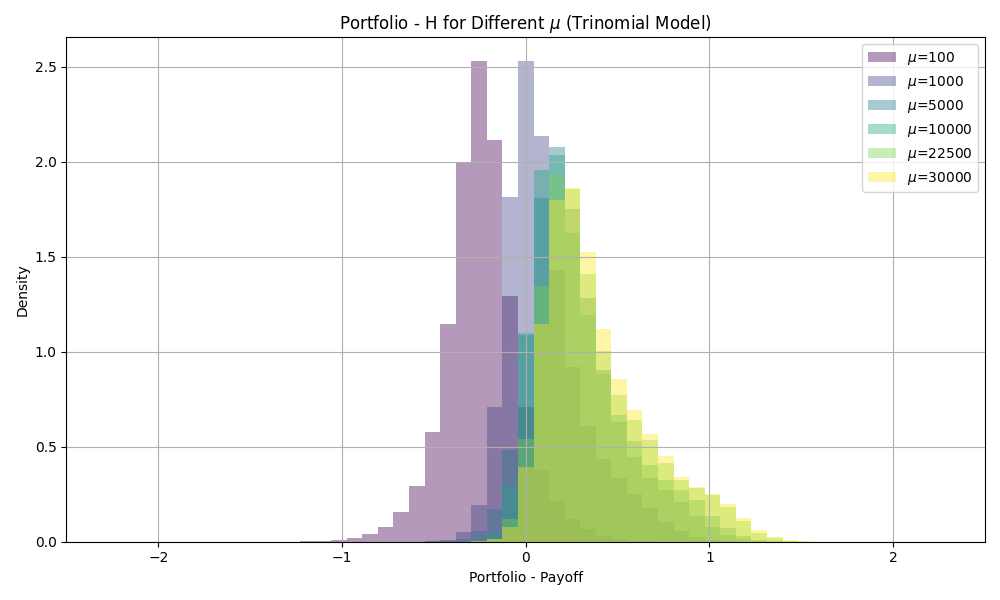 Portfolio - H for Different μ (Trinomial Model)
μ=100
μ=1000
μ=5000
μ=10000
μ=22500
μ=30000
Density
2.5
2.0
1.5
1.0
0.5
0.0
−2 −1 0 1 2
Portfolio - Payoff